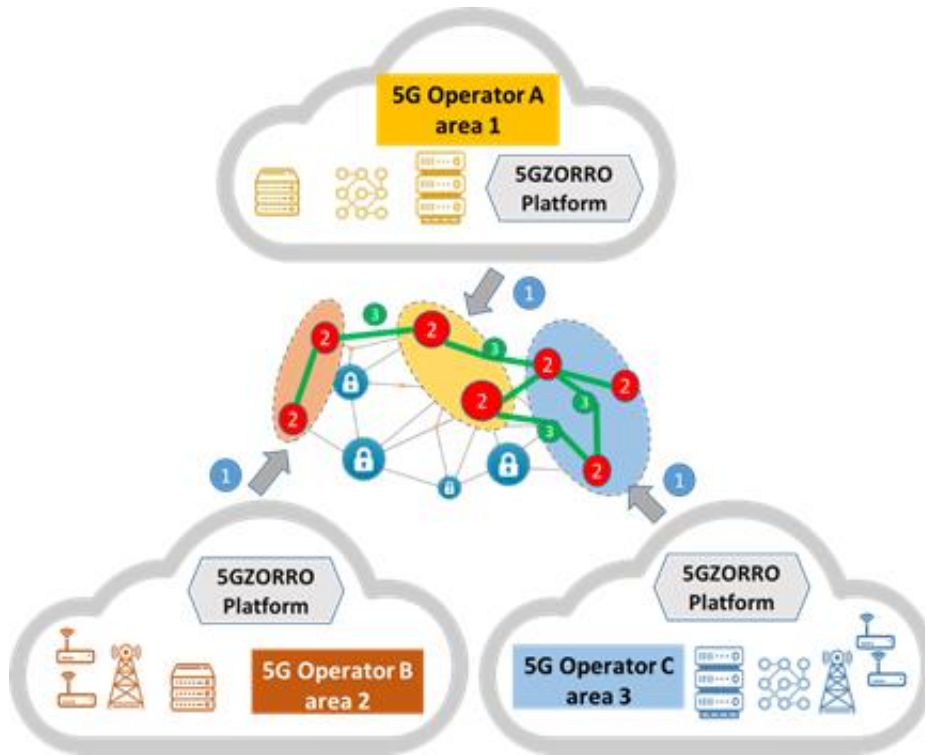 5G Operator A
area 1
5GZORRO
Platform
1
3
2
2
3
2
2
2
3
2
3
2
1
1
5GZORRO
Platform
5G Operator B
area 2
5GZORRO
Platform
5G Operator C
area 3